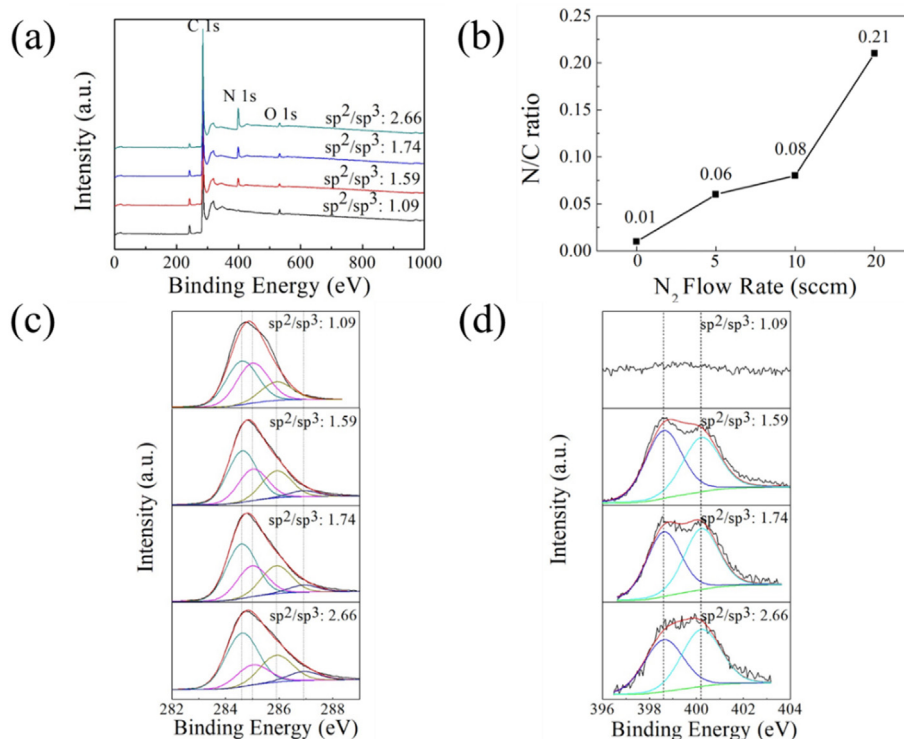 (a)
C 1s
N 1s
O 1s
sp²/sp³: 2.66
sp²/sp³: 1.74
sp²/sp³: 1.59
sp²/sp³: 1.09
Intensity (a.u.)
0 200 400 600 800 1000
Binding Energy (eV)
(b)
0.25
0.20
0.15
0.10
0.05
0.00
N/C ratio
0.01
0.06
0.08
0.21
0 5 10 20
N₂ Flow Rate (sccm)
(c)
sp²/sp³: 1.09
sp²/sp³: 1.59
sp²/sp³: 1.74
sp²/sp³: 2.66
Intensity (a.u.)
282 284 286 288
Binding Energy (eV)
(d)
sp²/sp³: 1.09
sp²/sp³: 1.59
sp²/sp³: 1.74
sp²/sp³: 2.66
Intensity (a.u.)
396 398 400 402 404
Binding Energy (eV)